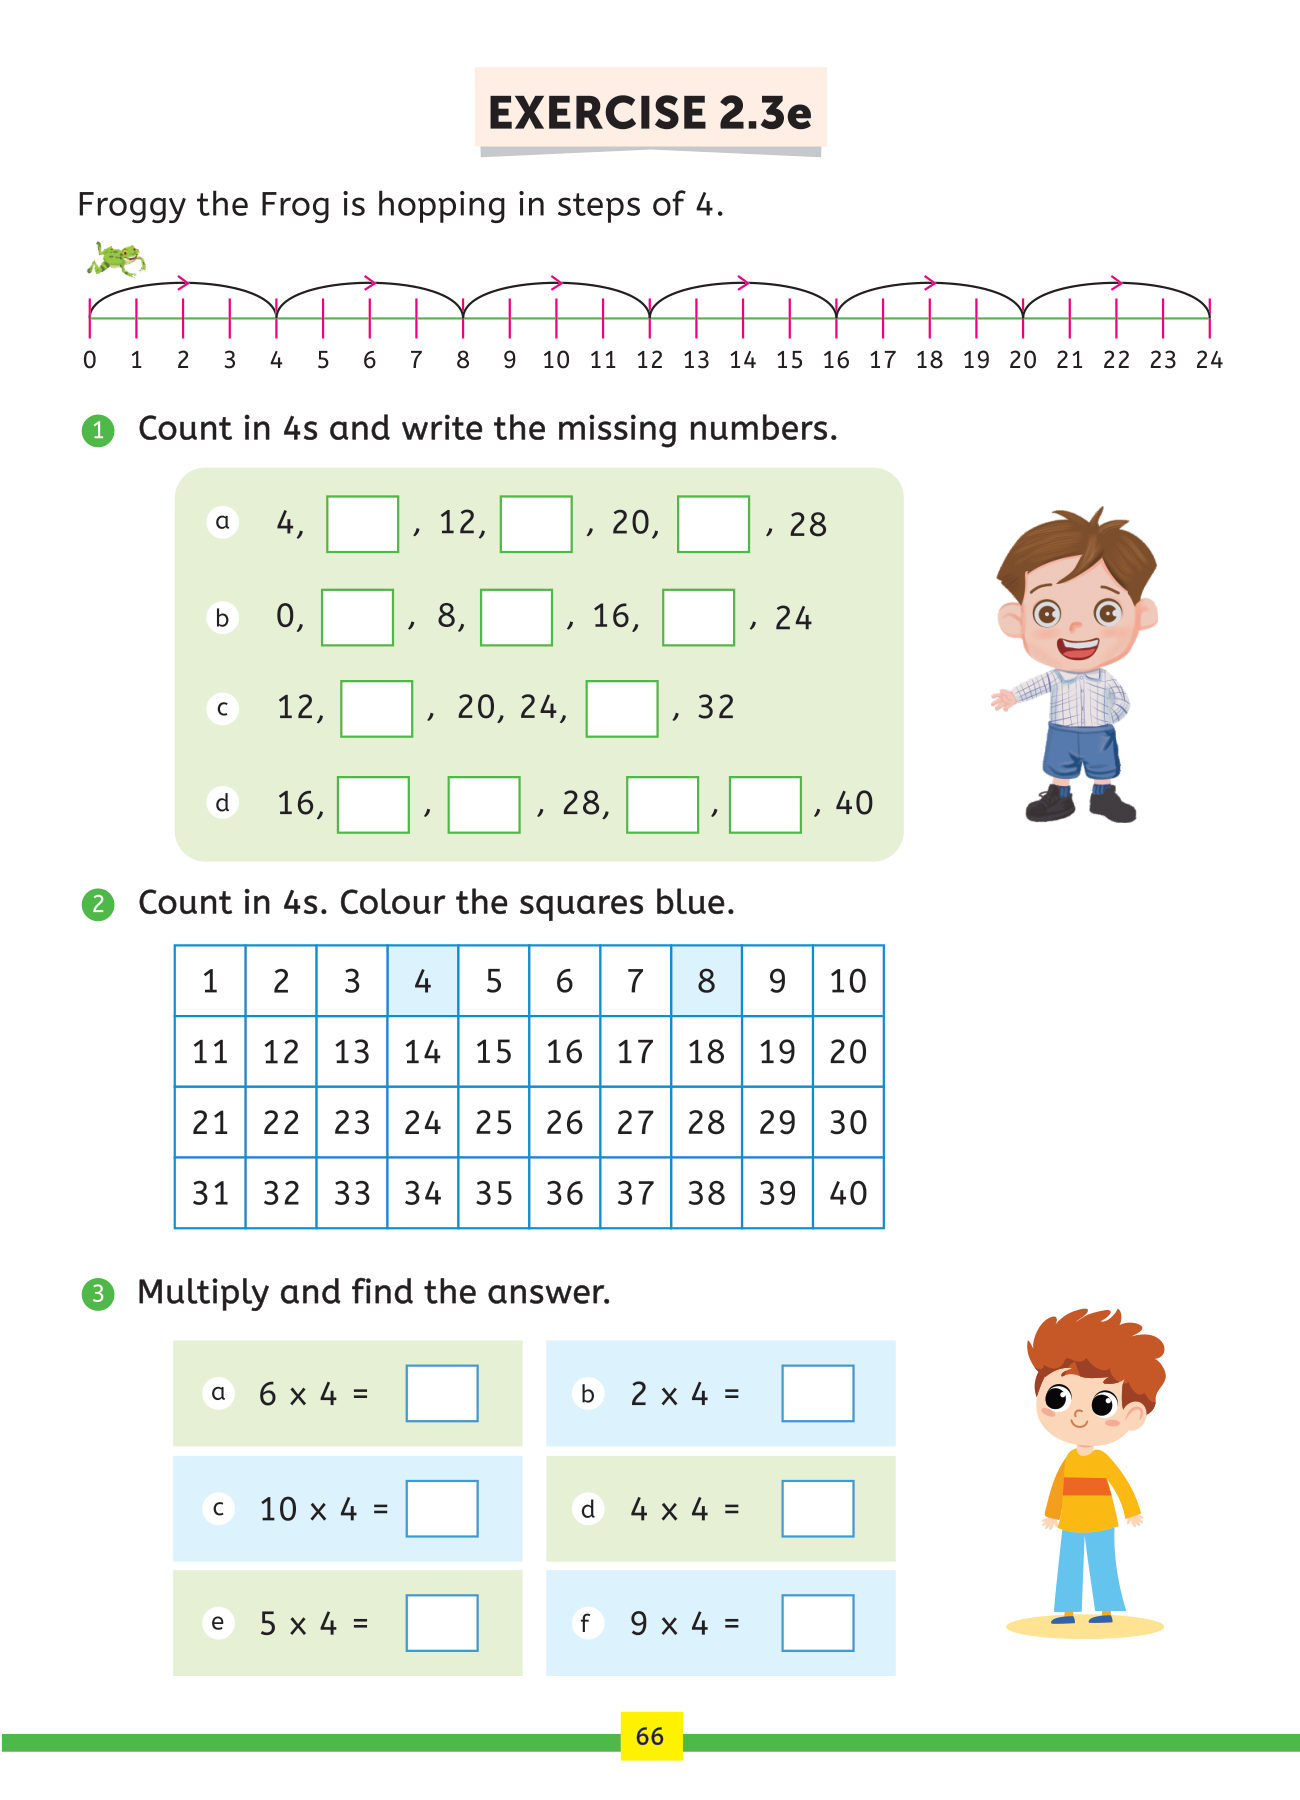 EXERCISE 2.3e
Froggy the Frog is hopping in steps of 4.
0 1 2 3 4 5 6 7 8 9 10 11 12 13 14 15 16 17 18 19 20 21 22 23 24
1 Count in 4s and write the missing numbers.
a 4, , 12, , 20, , 28
b 0, , 8, , 16, , 24
c 12, , 20, 24, , 32
d 16, , , 28, , , 40
2 Count in 4s. Colour the squares blue.
1 2 3 4 5 6 7 8 9 10
11 12 13 14 15 16 17 18 19 20
21 22 23 24 25 26 27 28 29 30
31 32 33 34 35 36 37 38 39 40
3 Multiply and find the answer.
a 6 x 4 = b 2 x 4 =
c 10 x 4 = d 4 x 4 =
e 5 x 4 = f 9 x 4 =
66